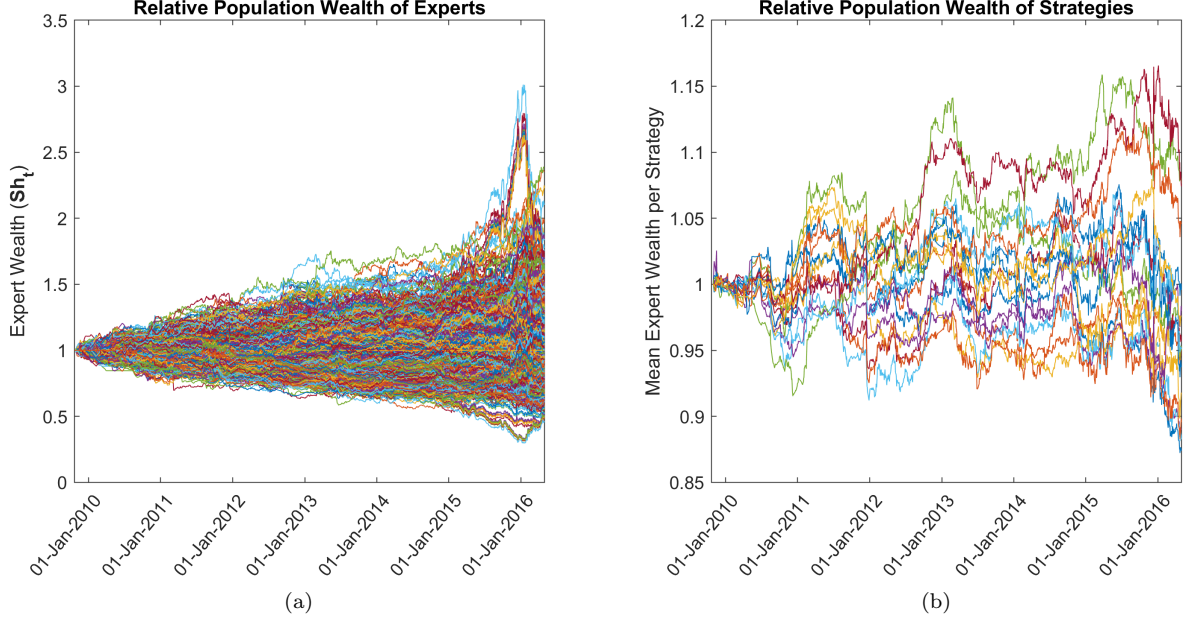 Relative Population Wealth of Experts
3.5
3
2.5
2
1.5
1
0.5
0
Expert Wealth (Sh_t)
01-Jan-2010
01-Jan-2011
01-Jan-2012
01-Jan-2013
01-Jan-2014
01-Jan-2015
01-Jan-2016
(a)
Relative Population Wealth of Strategies
1.2
1.15
1.1
1.05
1
0.95
0.9
0.85
Mean Expert Wealth per Strategy
01-Jan-2010
01-Jan-2011
01-Jan-2012
01-Jan-2013
01-Jan-2014
01-Jan-2015
01-Jan-2016
(b)